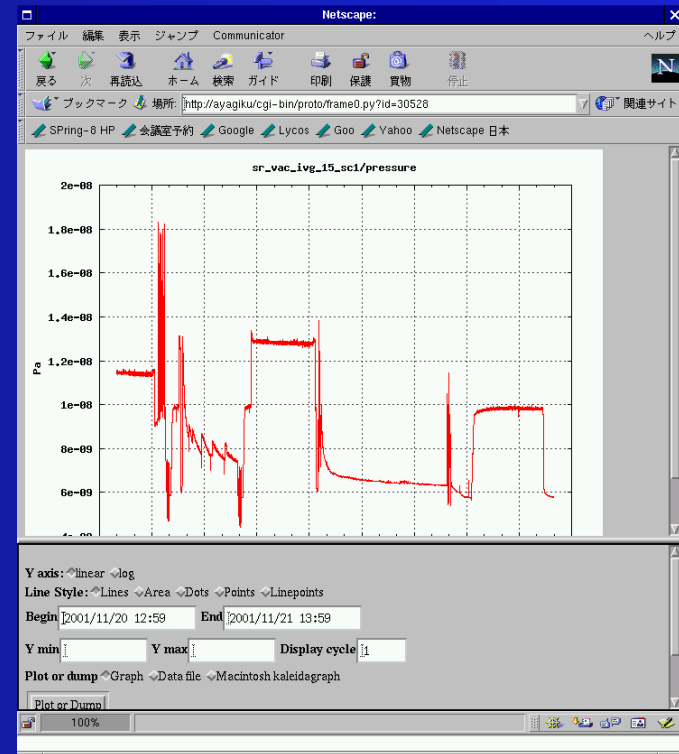 Netscape:
ファイル 編集 表示 ジャンプ Communicator ヘルプ
戻る 次 再読込 ホーム 検索 ガイド 印刷 保護 買物 停止
N
ブックマーク 場所: http://ayagiku/cgi-bin/proto/frame0.py?id=30528 関連サイト
SPring-8 HP 会議室予約 Google Lycos Goo Yahoo Netscape 日本
sr_vac_ivg_15_sc1/pressure
2e-08
1.8e-08
1.6e-08
1.4e-08
1.2e-08
Pa
1e-08
8e-09
6e-09
Y axis: linear log
Line Style: Lines Area Dots Points Linepoints
Begin 2001/11/20 12:59 End 2001/11/21 13:59
Y min Y max Display cycle 1
Plot or dump Graph Data file Macintosh kaleidagraph
Plot or Dump
100%